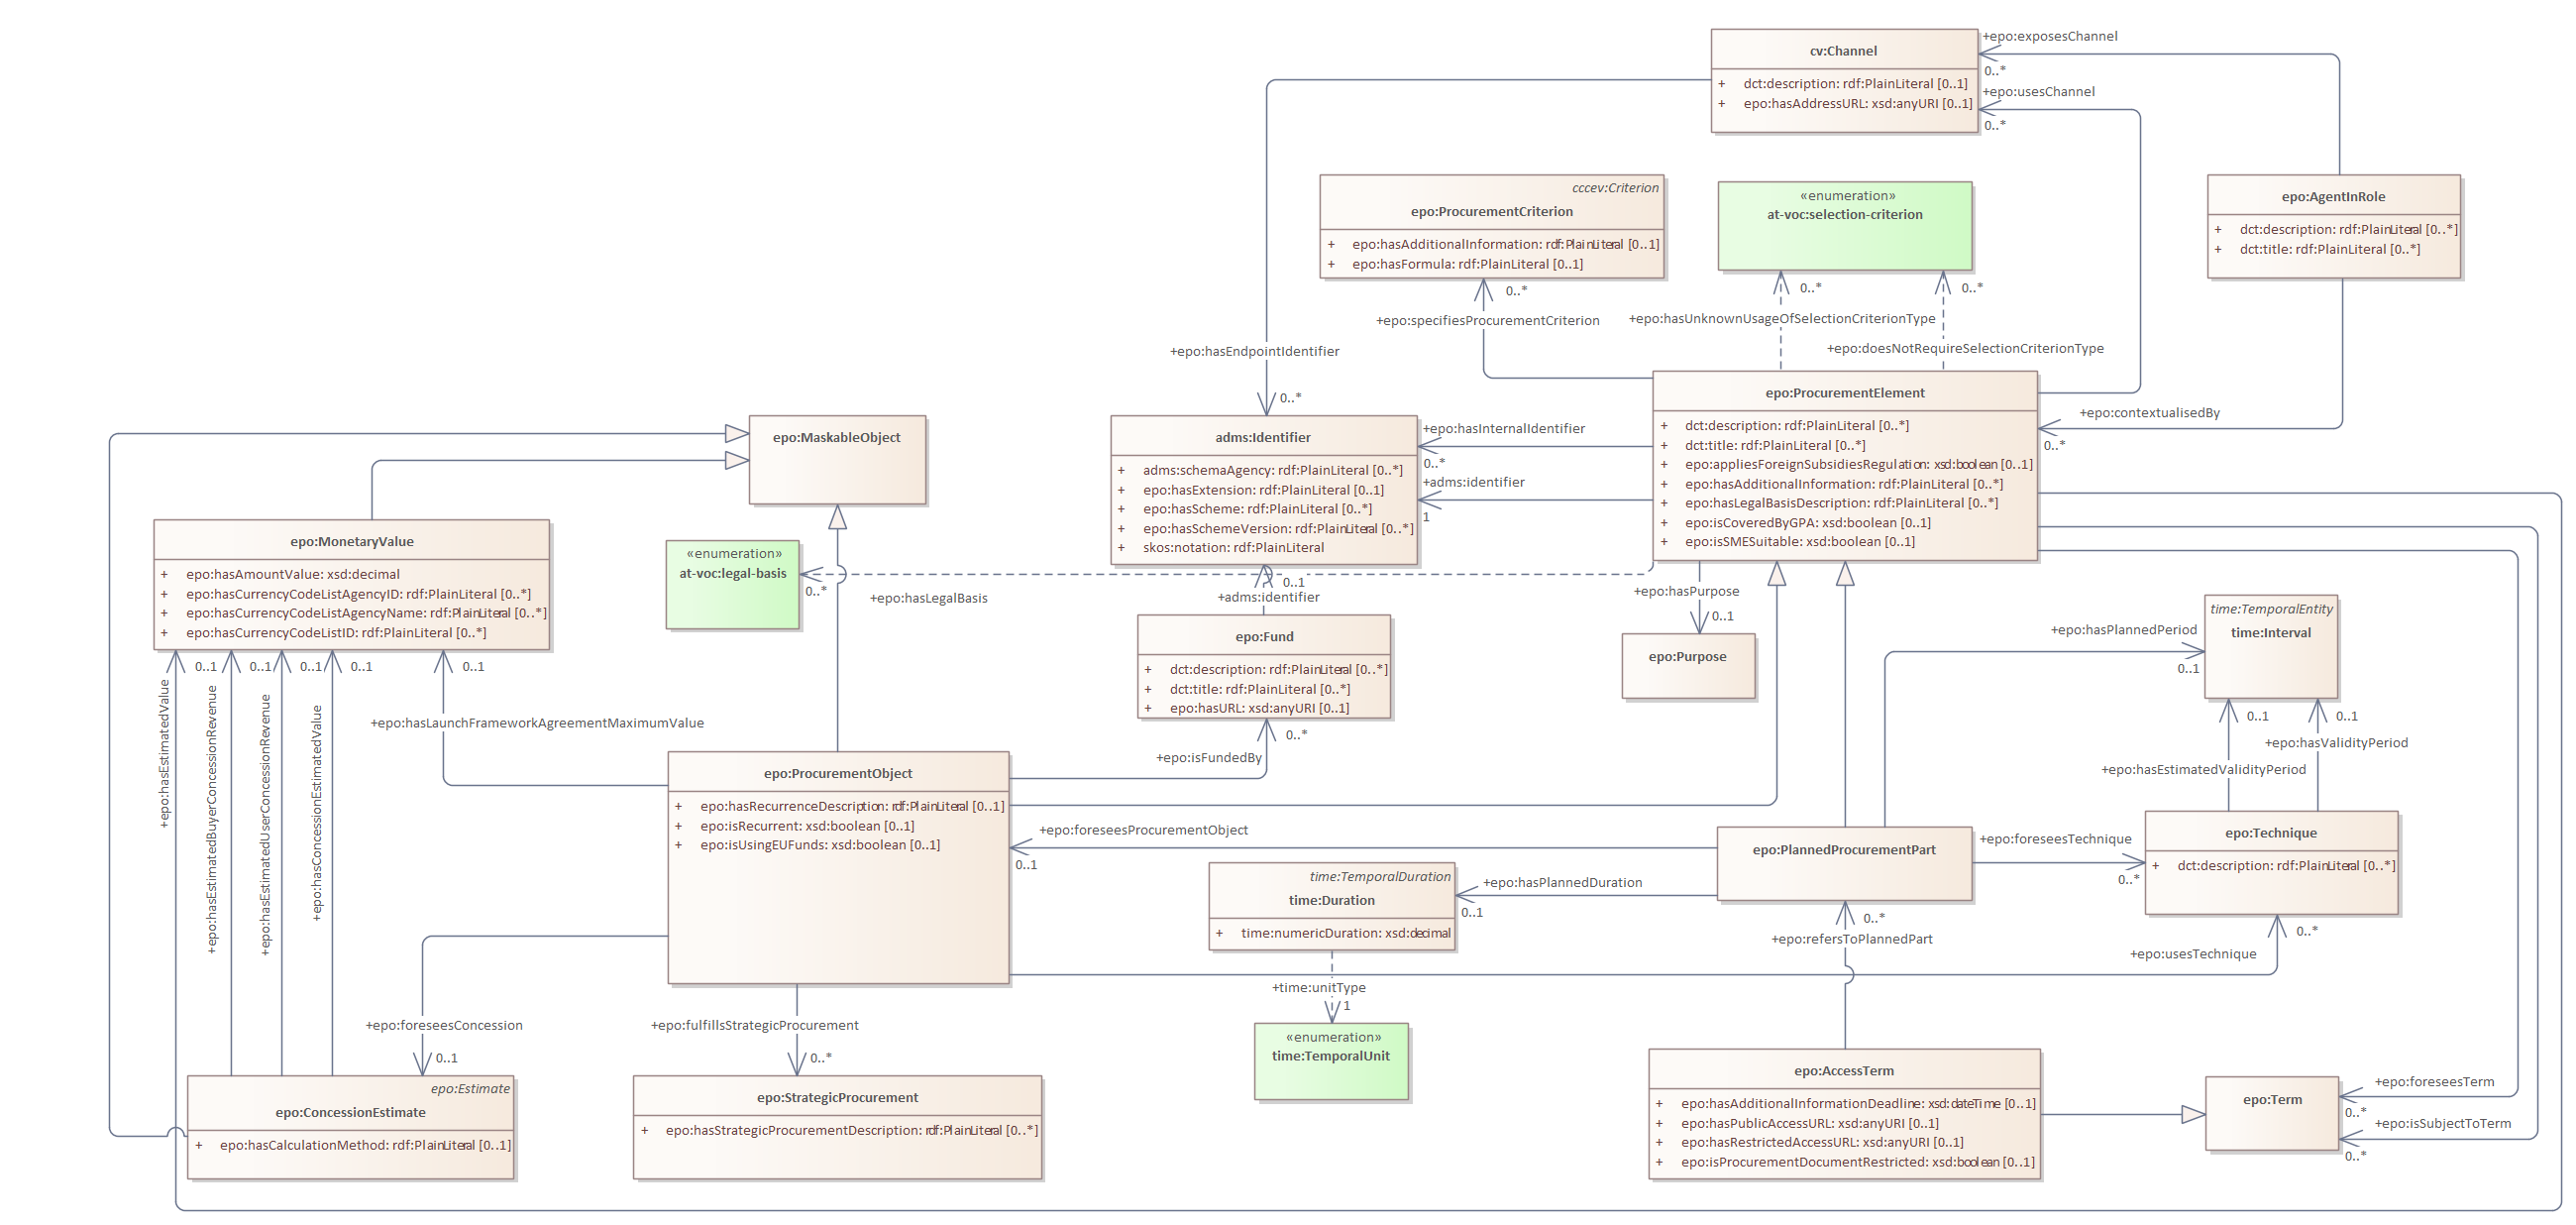 cv:Channel
+ dct:description: rdf:PlainLiteral [0..1]
+ epo:hasAddressURL: xsd:anyURI [0..1]
+epo:exposesChannel
0..*
+epo:usesChannel
0..*
cccev:Criterion
epo:ProcurementCriterion
+ epo:hasAdditionalInformation: rdf:PlainLiteral [0..1]
+ epo:hasFormula: rdf:PlainLiteral [0..1]
«enumeration»
at-voc:selection-criterion
epo:AgentInRole
+ dct:description: rdf:PlainLiteral [0..*]
+ dct:title: rdf:PlainLiteral [0..*]
0..*
0..*
0..*
+epo:specifiesProcurementCriterion
+epo:hasUnknownUsageOfSelectionCriterionType
+epo:doesNotRequireSelectionCriterionType
+epo:hasEndpointIdentifier
0..*
epo:ProcurementElement
+ dct:description: rdf:PlainLiteral [0..*]
+ dct:title: rdf:PlainLiteral [0..*]
+ epo:appliesForeignSubsidiesRegulation: xsd:boolean [0..1]
+ epo:hasAdditionalInformation: rdf:PlainLiteral [0..*]
+ epo:hasLegalBasisDescription: rdf:PlainLiteral [0..*]
+ epo:isCoveredByGPA: xsd:boolean [0..1]
+ epo:isSMESuitable: xsd:boolean [0..1]
+epo:contextualisedBy
0..*
epo:MaskableObject
adms:Identifier
+ adms:schemaAgency: rdf:PlainLiteral [0..*]
+ epo:hasExtension: rdf:PlainLiteral [0..1]
+ epo:hasScheme: rdf:PlainLiteral [0..*]
+ epo:hasSchemeVersion: rdf:PlainLiteral [0..*]
+ skos:notation: rdf:PlainLiteral
+epo:hasInternalIdentifier
0..*
+adms:identifier
1
epo:MonetaryValue
+ epo:hasAmountValue: xsd:decimal
+ epo:hasCurrencyCodeListAgencyID: rdf:PlainLiteral [0..*]
+ epo:hasCurrencyCodeListAgencyName: rdf:PlainLiteral [0..*]
+ epo:hasCurrencyCodeListID: rdf:PlainLiteral [0..*]
«enumeration»
at-voc:legal-basis
0..*
+epo:hasLegalBasis
0..1
+adms:identifier
+epo:hasPurpose
0..1
epo:Purpose
epo:Fund
+ dct:description: rdf:PlainLiteral [0..*]
+ dct:title: rdf:PlainLiteral [0..*]
+ epo:hasURL: xsd:anyURI [0..1]
time:TemporalEntity
time:Interval
+epo:hasPlannedPeriod
0..1
0..1
0..1
0..1
0..1
0..1
+epo:hasEstimatedValue
+epo:hasEstimatedBuyerConcessionRevenue
+epo:hasEstimatedUserConcessionRevenue
+epo:hasConcessionEstimatedValue
+epo:hasLaunchFrameworkAgreementMaximumValue
0..1
0..1
+epo:hasValidityPeriod
+epo:hasEstimatedValidityPeriod
0..*
+epo:isFundedBy
epo:ProcurementObject
+ epo:hasRecurrenceDescription: rdf:PlainLiteral [0..1]
+ epo:isRecurrent: xsd:boolean [0..1]
+ epo:isUsingEUFunds: xsd:boolean [0..1]
+epo:foreseesProcurementObject
0..1
epo:PlannedProcurementPart
+epo:foreseesTechnique
0..*
epo:Technique
+ dct:description: rdf:PlainLiteral [0..*]
time:TemporalDuration
time:Duration
+ time:numericDuration: xsd:decimal
+epo:hasPlannedDuration
0..1
0..*
+epo:refersToPlannedPart
0..*
+epo:usesTechnique
+time:unitType
1
+epo:foreseesConcession
0..1
+epo:fulfillsStrategicProcurement
0..*
«enumeration»
time:TemporalUnit
epo:Estimate
epo:ConcessionEstimate
+ epo:hasCalculationMethod: rdf:PlainLiteral [0..1]
epo:StrategicProcurement
+ epo:hasStrategicProcurementDescription: rdf:PlainLiteral [0..*]
epo:AccessTerm
+ epo:hasAdditionalInformationDeadline: xsd:dateTime [0..1]
+ epo:hasPublicAccessURL: xsd:anyURI [0..1]
+ epo:hasRestrictedAccessURL: xsd:anyURI [0..1]
+ epo:isProcurementDocumentRestricted: xsd:boolean [0..1]
epo:Term
+epo:foreseesTerm
0..*
+epo:isSubjectToTerm
0..*